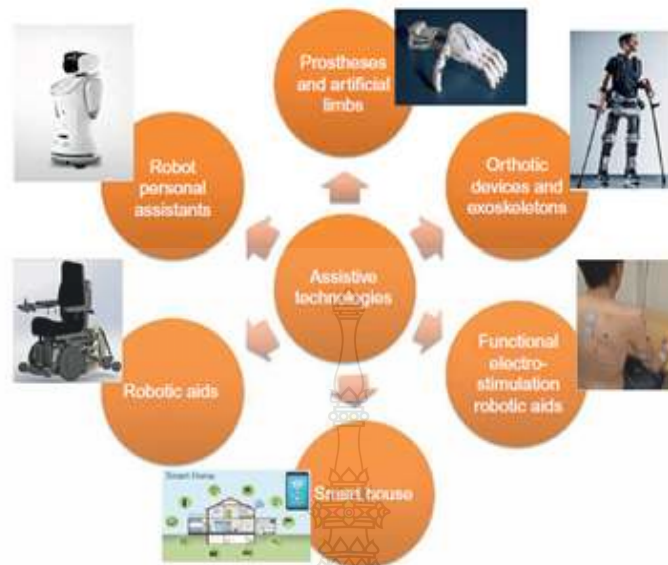 Prostheses
and artificial
limbs
Robot
personal
assistants
Orthotic
devices and
exoskeletons
Assistive
technologies
Robotic aids
Functional
electro-
stimulation
robotic aids
Smart Home
Smart house